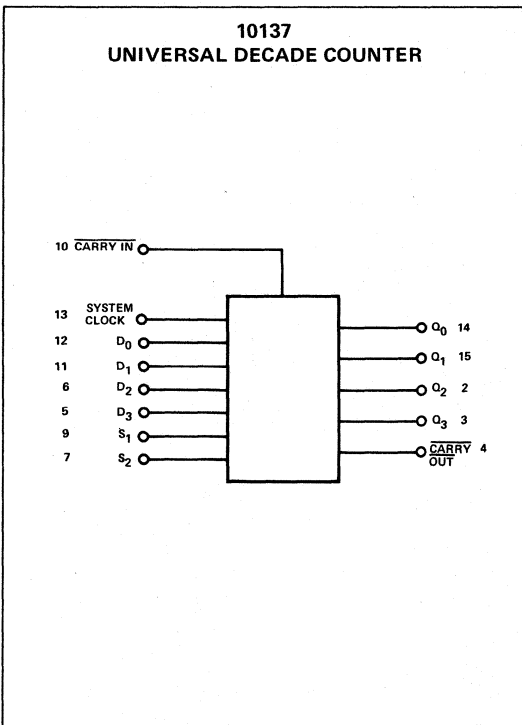 10137
UNIVERSAL DECADE COUNTER
10 CARRY IN
13 SYSTEM CLOCK
12 D0
11 D1
6 D2
5 D3
9 S1
7 S2
Q0 14
Q1 15
Q2 2
Q3 3
CARRY OUT 4